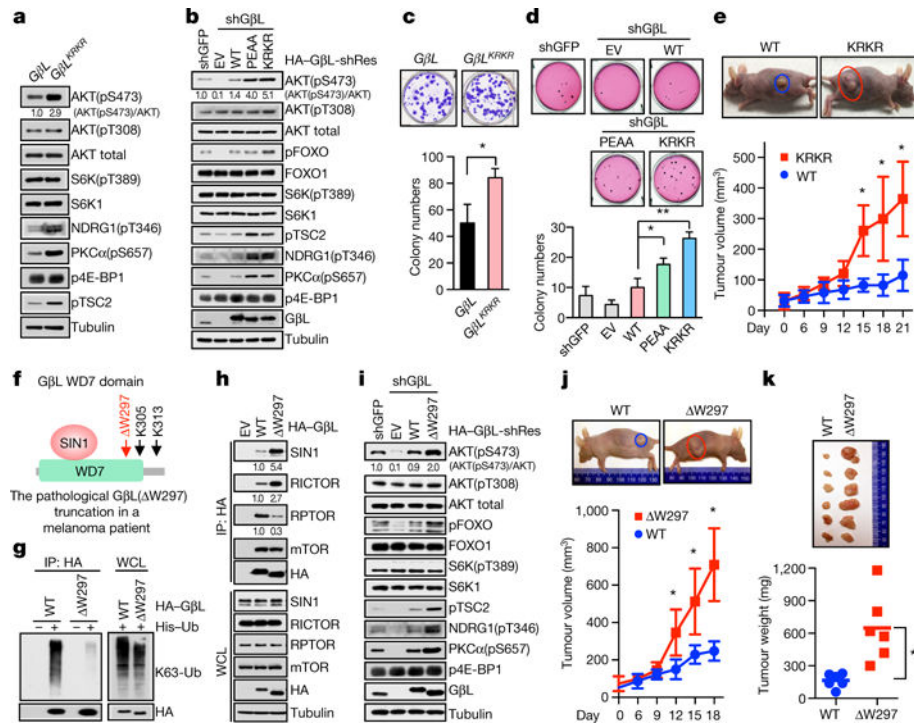 a
GβL
GβL^KRKR
AKT(pS473)
1.0 2.9 (AKT(pS473)/AKT)
AKT(pT308)
AKT total
S6K(pT389)
S6K1
NDRG1(pT346)
PKCα(pS657)
p4E-BP1
pTSC2
Tubulin
b
shGβL
shGFP EV WT PEAA KRKR HA–GβL-shRes
AKT(pS473)
1.0 0.1 1.4 4.0 5.1 (AKT(pS473)/AKT)
AKT(pT308)
AKT total
pFOXO
FOXO1
S6K(pT389)
S6K1
pTSC2
NDRG1(pT346)
PKCα(pS657)
p4E-BP1
GβL
Tubulin
c
GβL GβL^KRKR
Colony numbers
100
80
60
40
20
0
*
GβL
GβL^KRKR
d
shGβL
shGFP EV WT
shGβL
PEAA KRKR
Colony numbers
30
20
10
0
**
*
shGFP
EV
WT
PEAA
KRKR
e
WT KRKR
Tumour volume (mm³)
500
400
300
200
100
0
KRKR
WT
* * *
Day 0 6 9 12 15 18 21
f
GβL WD7 domain
ΔW297
K305
K313
SIN1
WD7
The pathological GβL(ΔW297)
truncation in a
melanoma patient
g
IP: HA WCL
WT ΔW297 WT ΔW297 HA–GβL
– + – + + + His–Ub
K63-Ub
HA
h
EV WT ΔW297 HA–GβL
IP: HA
SIN1
1.0 5.4
RICTOR
1.0 2.7
RPTOR
1.0 0.3
mTOR
HA
WCL
SIN1
RICTOR
RPTOR
mTOR
HA
Tubulin
i
shGβL
shGFP EV WT ΔW297 HA–GβL-shRes
AKT(pS473)
1.0 0.1 0.9 2.0 (AKT(pS473)/AKT)
AKT(pT308)
AKT total
pFOXO
FOXO1
S6K(pT389)
S6K1
pTSC2
NDRG1(pT346)
PKCα(pS657)
p4E-BP1
GβL
Tubulin
j
WT ΔW297
Tumour volume (mm³)
1,000
800
600
400
200
0
ΔW297
WT
* * *
Day 0 6 9 12 15 18
k
WT ΔW297
Tumour weight (mg)
1,200
900
600
300
0
*
WT ΔW297